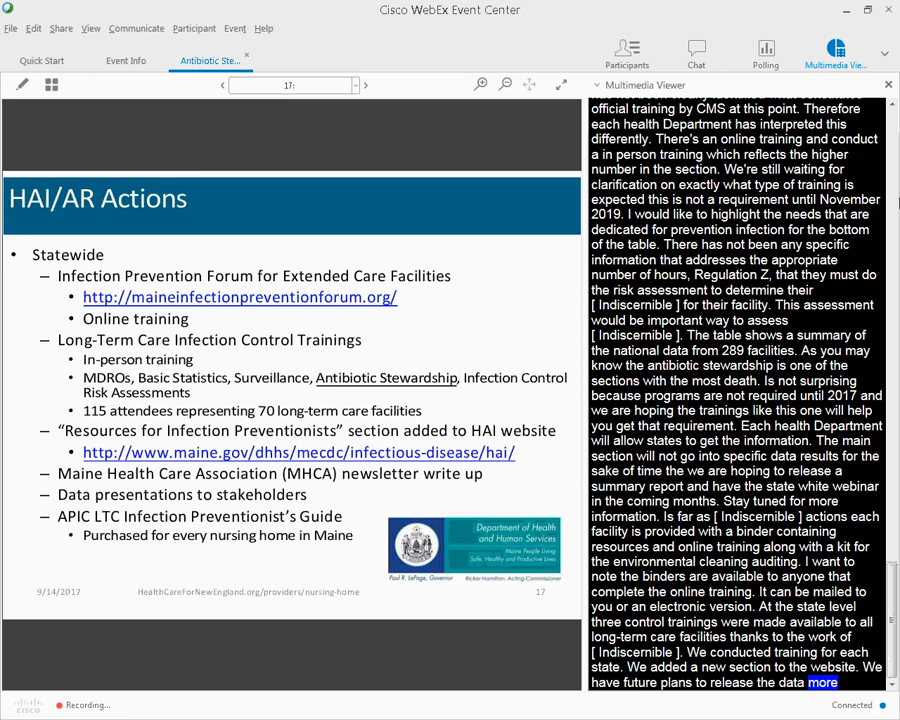 Cisco WebEx Event Center
File Edit Share View Communicate Participant Event Help
Quick Start Event Info Antibiotic Ste...
Participants Chat Polling Multimedia Vie...
17:
Multimedia Viewer
HAI/AR Actions
• Statewide
– Infection Prevention Forum for Extended Care Facilities
• http://maineinfectionpreventionforum.org/
• Online training
– Long-Term Care Infection Control Trainings
• In-person training
• MDROs, Basic Statistics, Surveillance, Antibiotic Stewardship, Infection Control
Risk Assessments
• 115 attendees representing 70 long-term care facilities
– “Resources for Infection Preventionists” section added to HAI website
• http://www.maine.gov/dhhs/mecdc/infectious-disease/hai/
– Maine Health Care Association (MHCA) newsletter write up
– Data presentations to stakeholders
– APIC LTC Infection Preventionist’s Guide
• Purchased for every nursing home in Maine
Department of Health
and Human Services
Maine People Living
Safe, Healthy and Productive Lives
Paul R. LePage, Governor Ricker Hamilton, Acting Commissioner
9/14/2017 HealthCareForNewEngland.org/providers/nursing-home 17
official training by CMS at this point. Therefore
each health Department has interpreted this
differently. There's an online training and conduct
a in person training which reflects the higher
number in the section. We're still waiting for
clarification on exactly what type of training is
expected this is not a requirement until November
2019. I would like to highlight the needs that are
dedicated for prevention infection for the bottom
of the table. There has not been any specific
information that addresses the appropriate
number of hours, Regulation Z, that they must do
the risk assessment to determine their
[ Indiscernible ] for their facility. This assessment
would be important way to assess
[ Indiscernible ]. The table shows a summary of
the national data from 289 facilities. As you may
know the antibiotic stewardship is one of the
sections with the most death. Is not surprising
because programs are not required until 2017 and
we are hoping the trainings like this one will help
you get that requirement. Each health Department
will allow states to get the information. The main
section will not go into specific data results for the
sake of time the we are hoping to release a
summary report and have the state white webinar
in the coming months. Stay tuned for more
information. Is far as [ Indiscernible ] actions each
facility is provided with a binder containing
resources and online training along with a kit for
the environmental cleaning auditing. I want to
note the binders are available to anyone that
complete the online training. It can be mailed to
you or an electronic version. At the state level
three control trainings were made available to all
long-term care facilities thanks to the work of
[ Indiscernible ]. We conducted training for each
state. We added a new section to the website. We
have future plans to release the data more
cisco Recording... Connected